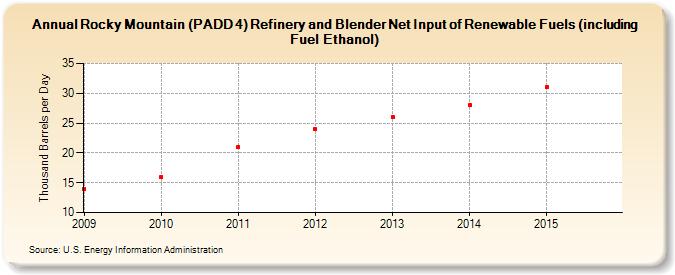 Annual Rocky Mountain (PADD 4) Refinery and Blender Net Input of Renewable Fuels (including
Fuel Ethanol)
Thousand Barrels per Day
35
30
25
20
15
10
2009 2010 2011 2012 2013 2014 2015
Source: U.S. Energy Information Administration